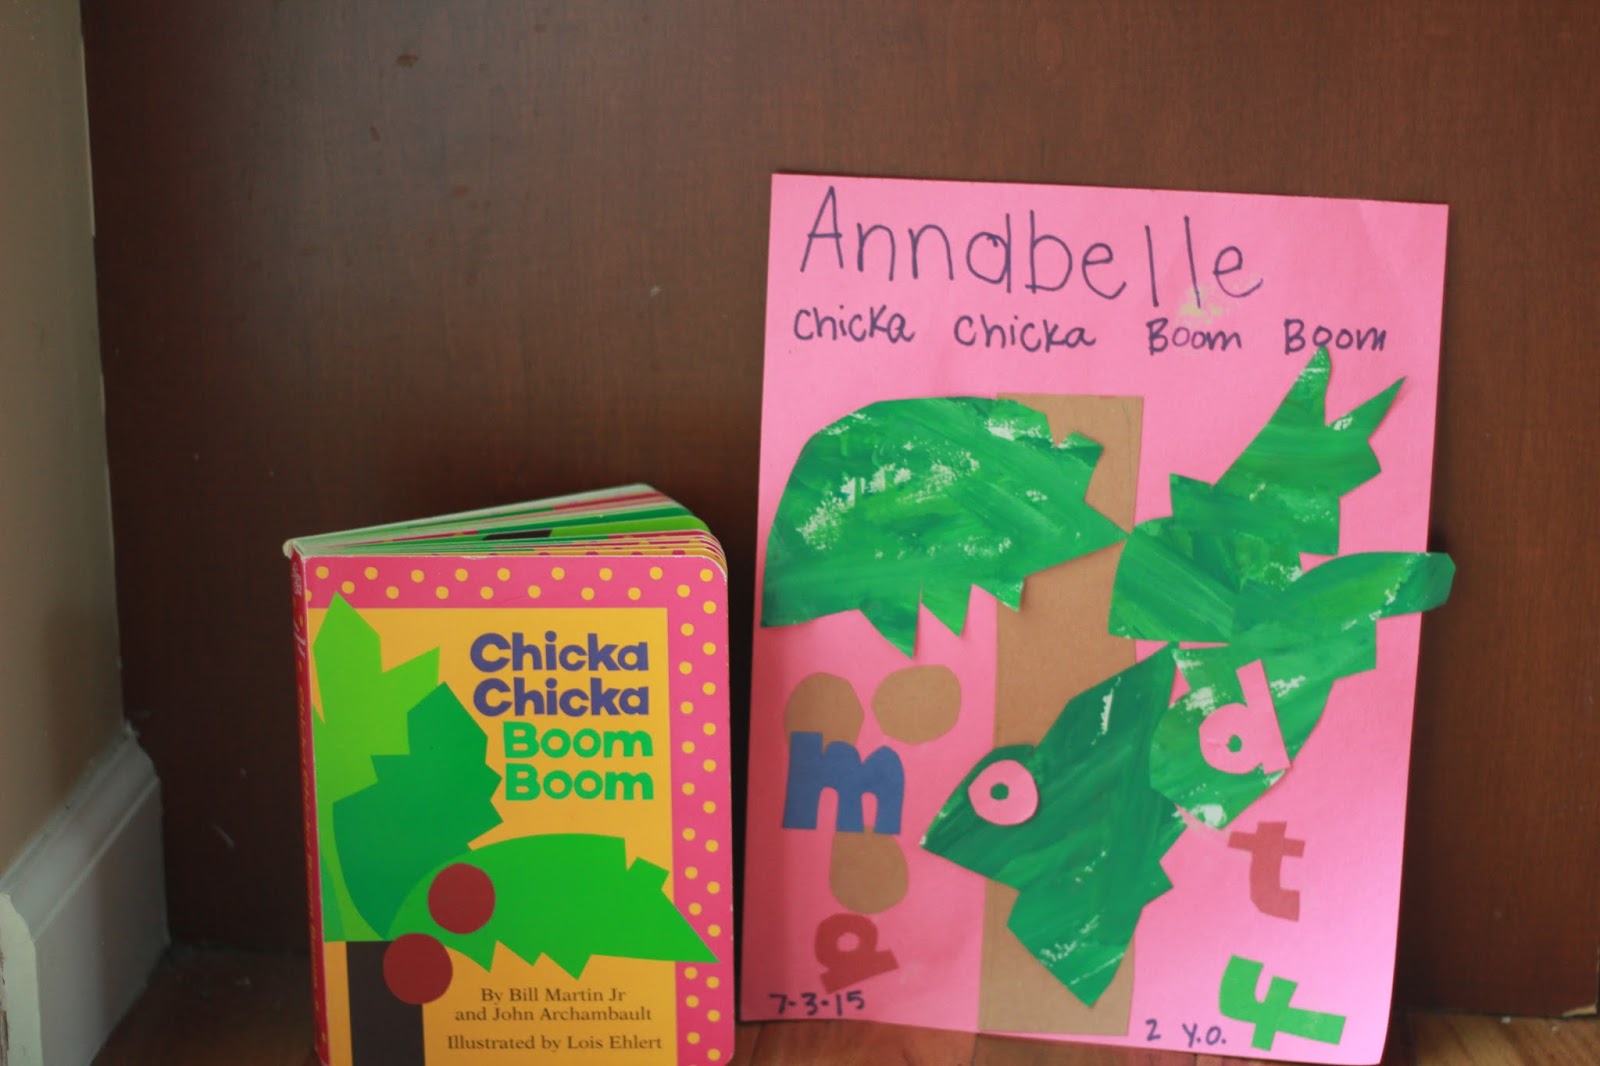 Chicka
Chicka
Boom
Boom
By Bill Martin Jr
and John Archambault
Illustrated by Lois Ehlert
Annabelle
Chicka Chicka Boom Boom
m
o
d
t
p
f
7-3-15
2 Y.O.